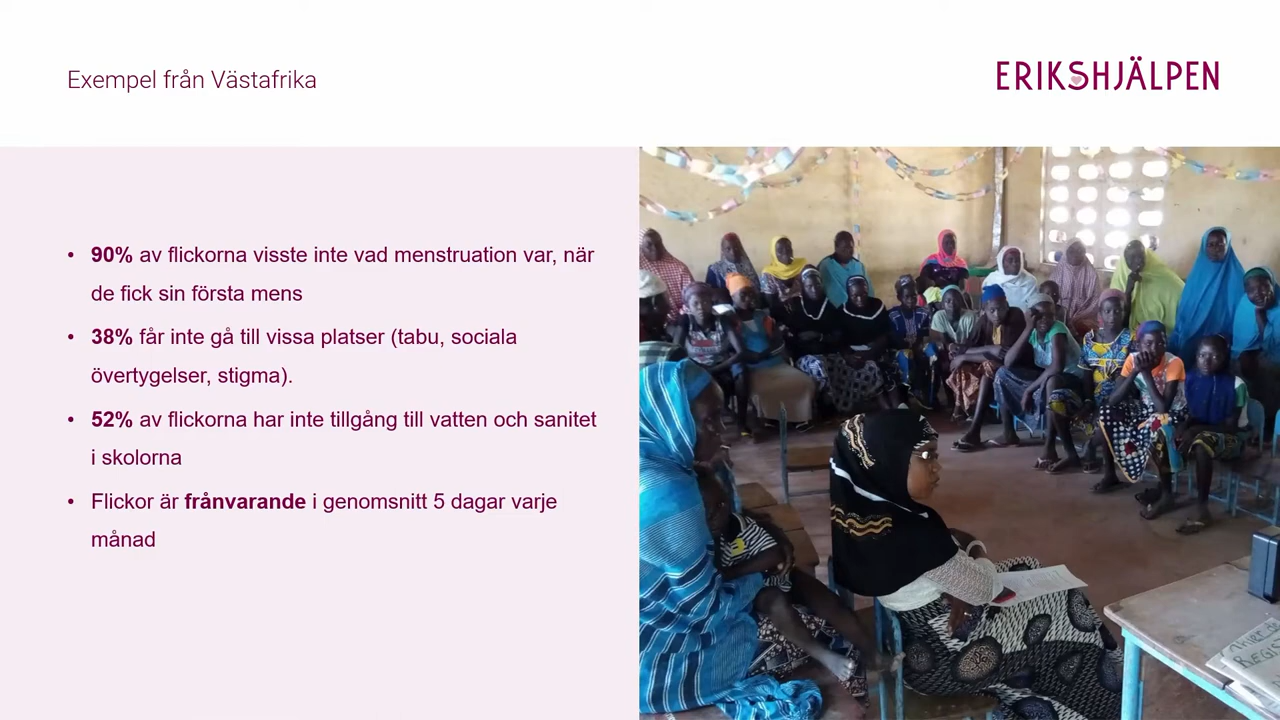 Exempel från Västafrika
ERIKSHJÄLPEN
• 90% av flickorna visste inte vad menstruation var, när
de fick sin första mens
• 38% får inte gå till vissa platser (tabu, sociala
övertygelser, stigma).
• 52% av flickorna har inte tillgång till vatten och sanitet
i skolorna
• Flickor är frånvarande i genomsnitt 5 dagar varje
månad